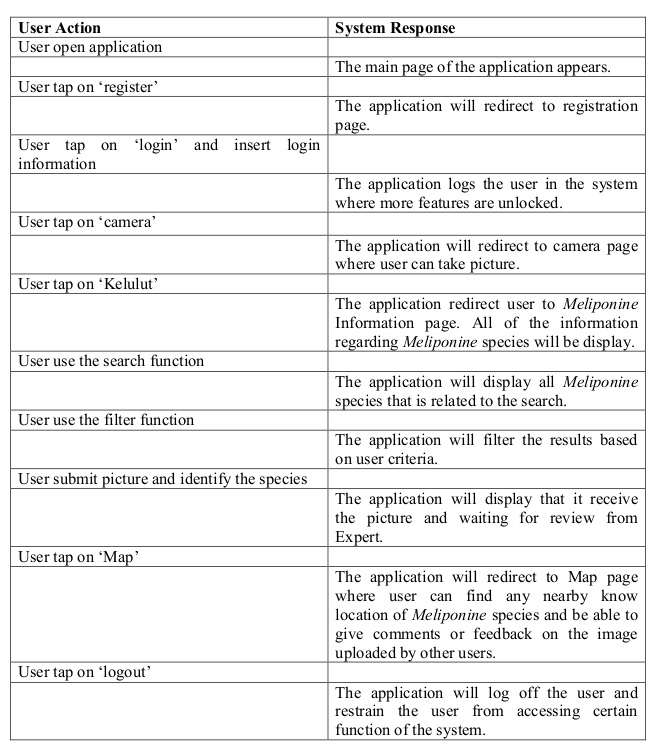 User Action System Response
User open application
The main page of the application appears.
User tap on ‘register’
The application will redirect to registration
page.
User tap on ‘login’ and insert login
information
The application logs the user in the system
where more features are unlocked.
User tap on ‘camera’
The application will redirect to camera page
where user can take picture.
User tap on ‘Kelulut’
The application redirect user to Meliponine
Information page. All of the information
regarding Meliponine species will be display.
User use the search function
The application will display all Meliponine
species that is related to the search.
User use the filter function
The application will filter the results based
on user criteria.
User submit picture and identify the species
The application will display that it receive
the picture and waiting for review from
Expert.
User tap on ‘Map’
The application will redirect to Map page
where user can find any nearby know
location of Meliponine species and be able to
give comments or feedback on the image
uploaded by other users.
User tap on ‘logout’
The application will log off the user and
restrain the user from accessing certain
function of the system.